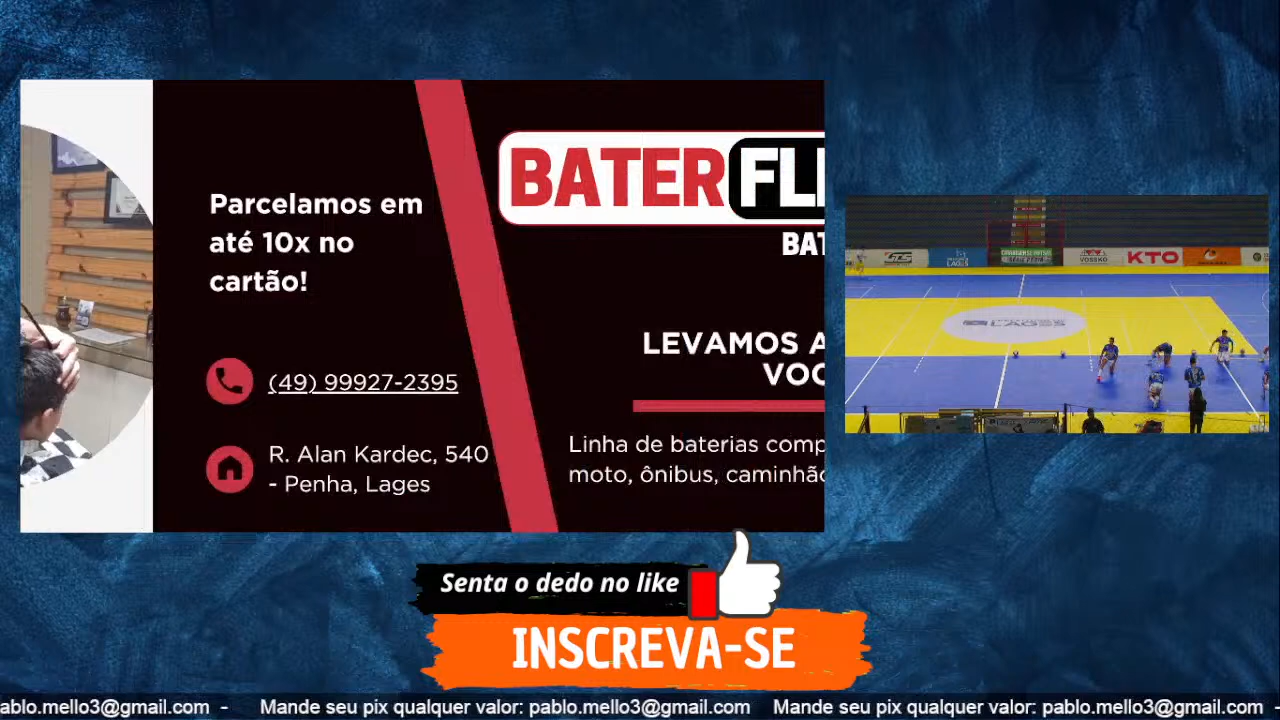 Parcelamos em
até 10x no
cartão!
(49) 99927-2395
R. Alan Kardec, 540
- Penha, Lages
BATERFL
BAT
LEVAMOS A
VOC
Linha de baterias comp
moto, ônibus, caminhão
KTO
VOSSKO
LAGES
Senta o dedo no like
INSCREVA-SE
ablo.mello3@gmail.com - Mande seu pix qualquer valor: pablo.mello3@gmail.com Mande seu pix qualquer valor: pablo.mello3@gmail.com -